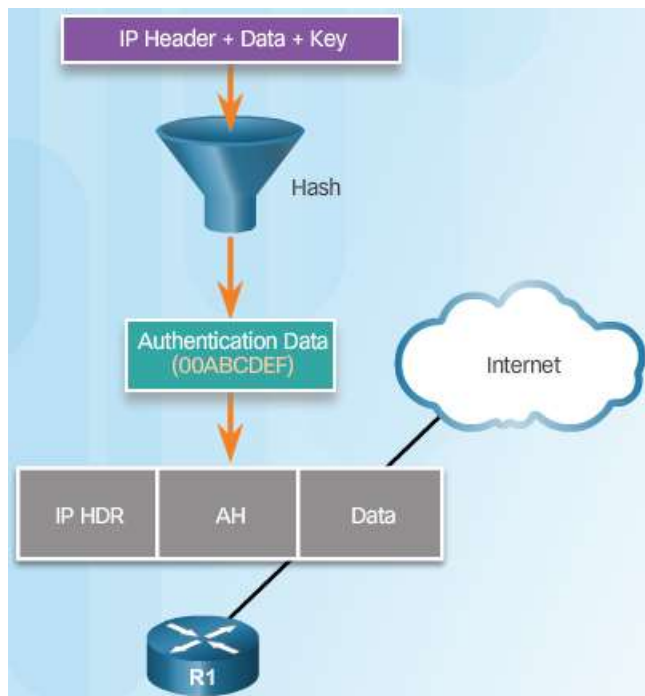 IP Header + Data + Key
Hash
Authentication Data
(00ABCDEF)
Internet
IP HDR
AH
Data
R1